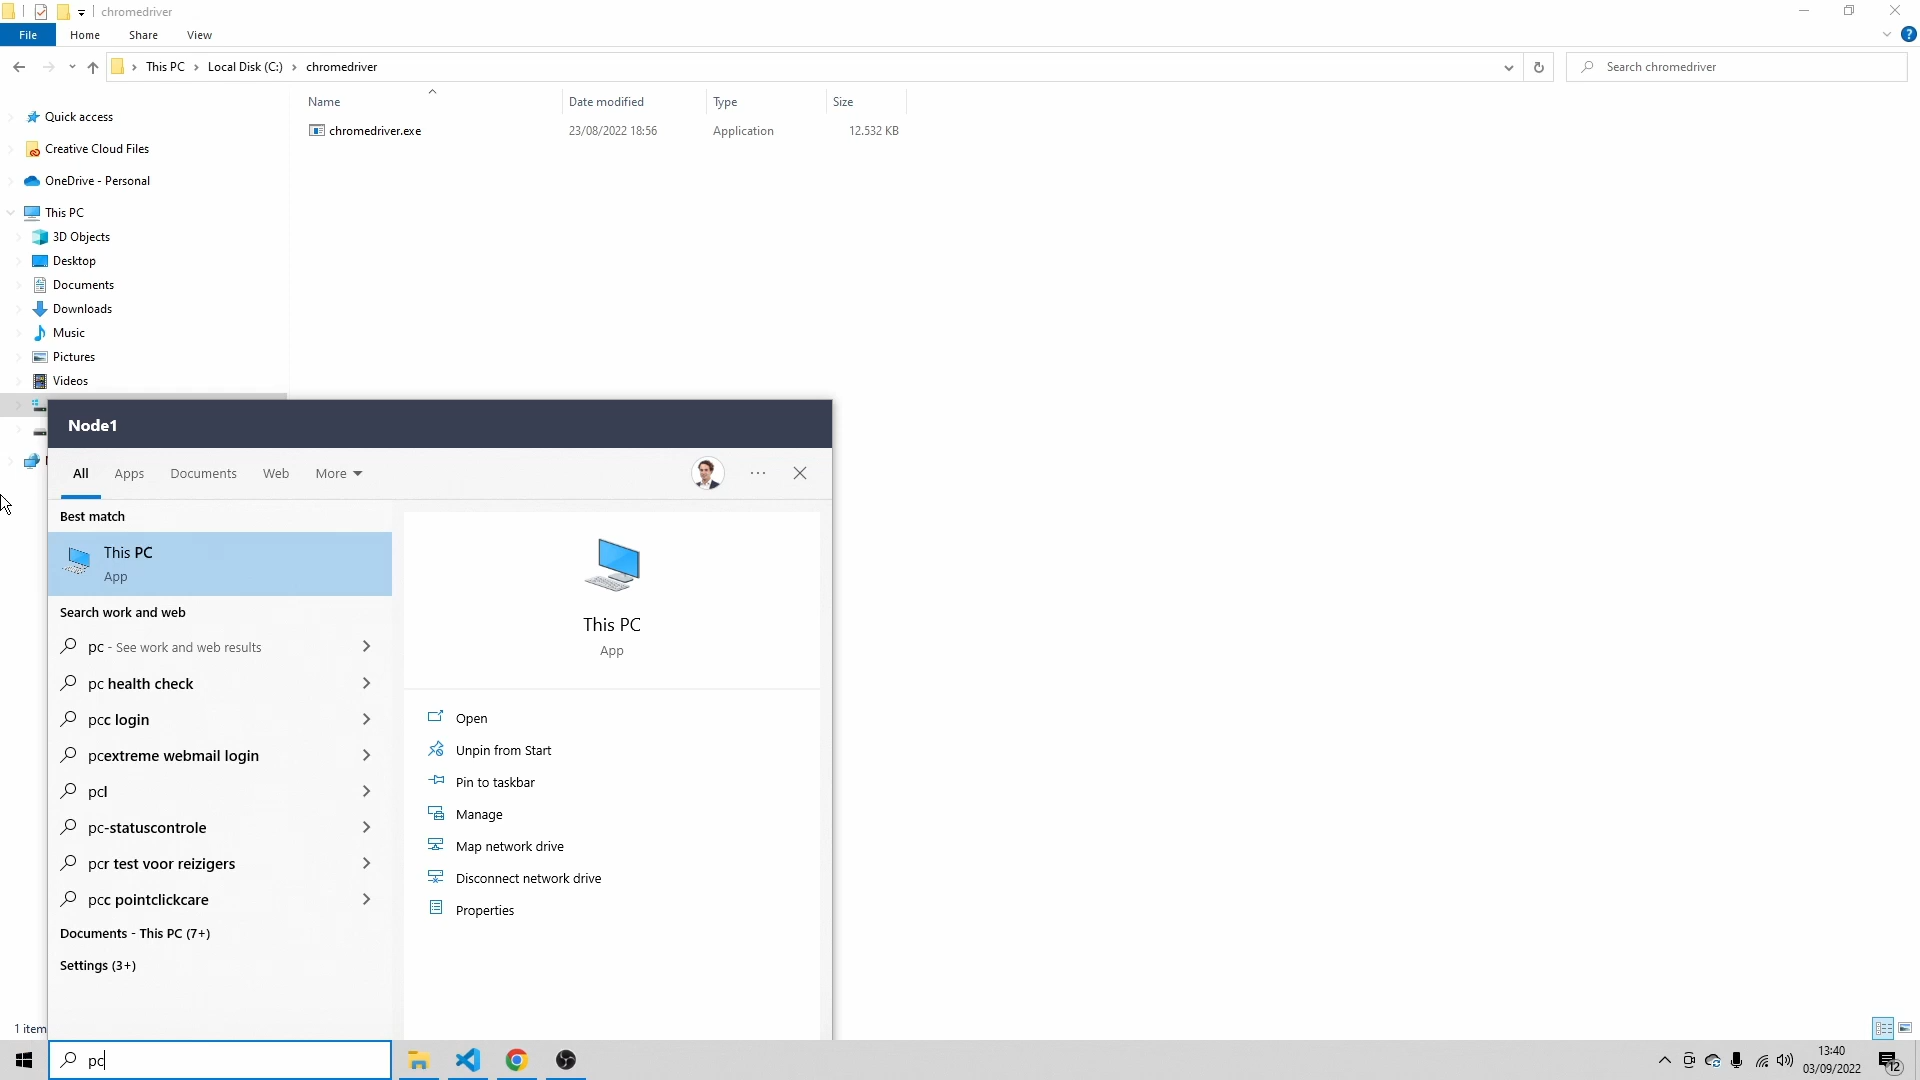 chromedriver
File Home Share View
This PC Local Disk (C:) chromedriver
Search chromedriver
Name Date modified Type Size
chromedriver.exe 23/08/2022 18:56 Application 12.532 KB
Quick access
Creative Cloud Files
OneDrive - Personal
This PC
3D Objects
Desktop
Documents
Downloads
Music
Pictures
Videos
Node1
All Apps Documents Web More
Best match
This PC
App
Search work and web
pc - See work and web results
pc health check
pcc login
pcextreme webmail login
pcl
pc-statuscontrole
pcr test voor reizigers
pcc pointclickcare
Documents - This PC (7+)
Settings (3+)
This PC
App
Open
Unpin from Start
Pin to taskbar
Manage
Map network drive
Disconnect network drive
Properties
1 item
pc
13:40
03/09/2022
12